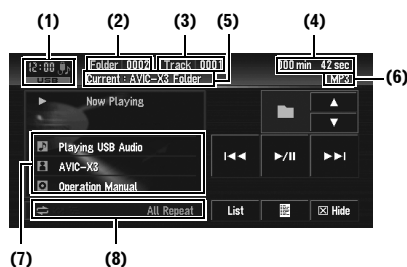 (1) (2) (3) (5) (4)
12:00 Folder 0002 Track 0001 000 min 42 sec
USB Current : AVIC-X3 Folder MP3 (6)
Now Playing
Playing USB Audio
AVIC-X3
Operation Manual
All Repeat List Hide
(7) (8)